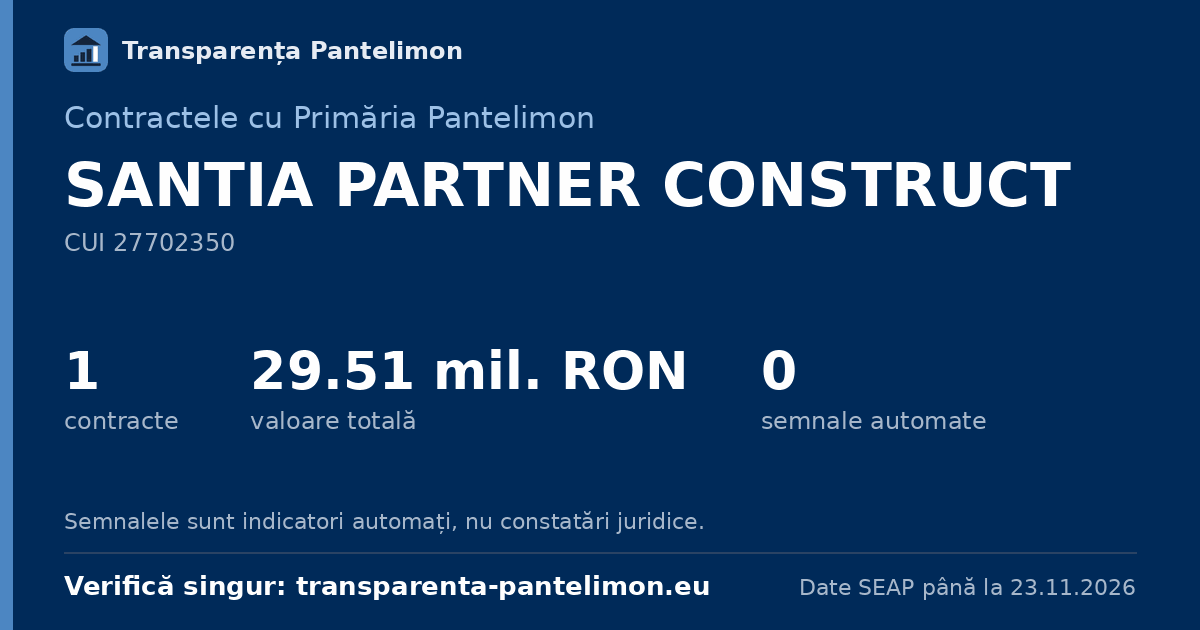 Transparența Pantelimon
Contractele cu Primăria Pantelimon
SANTIA PARTNER CONSTRUCT
CUI 27702350
1
contracte
29.51 mil. RON
valoare totală
0
semnale automate
Semnalele sunt indicatori automați, nu constatări juridice.
Verifică singur: transparenta-pantelimon.eu
Date SEAP până la 23.11.2026